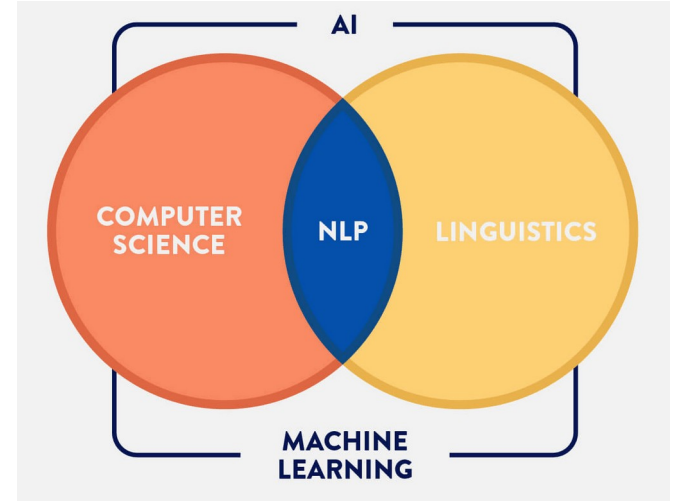 AI
COMPUTER
SCIENCE
NLP
LINGUISTICS
MACHINE
LEARNING